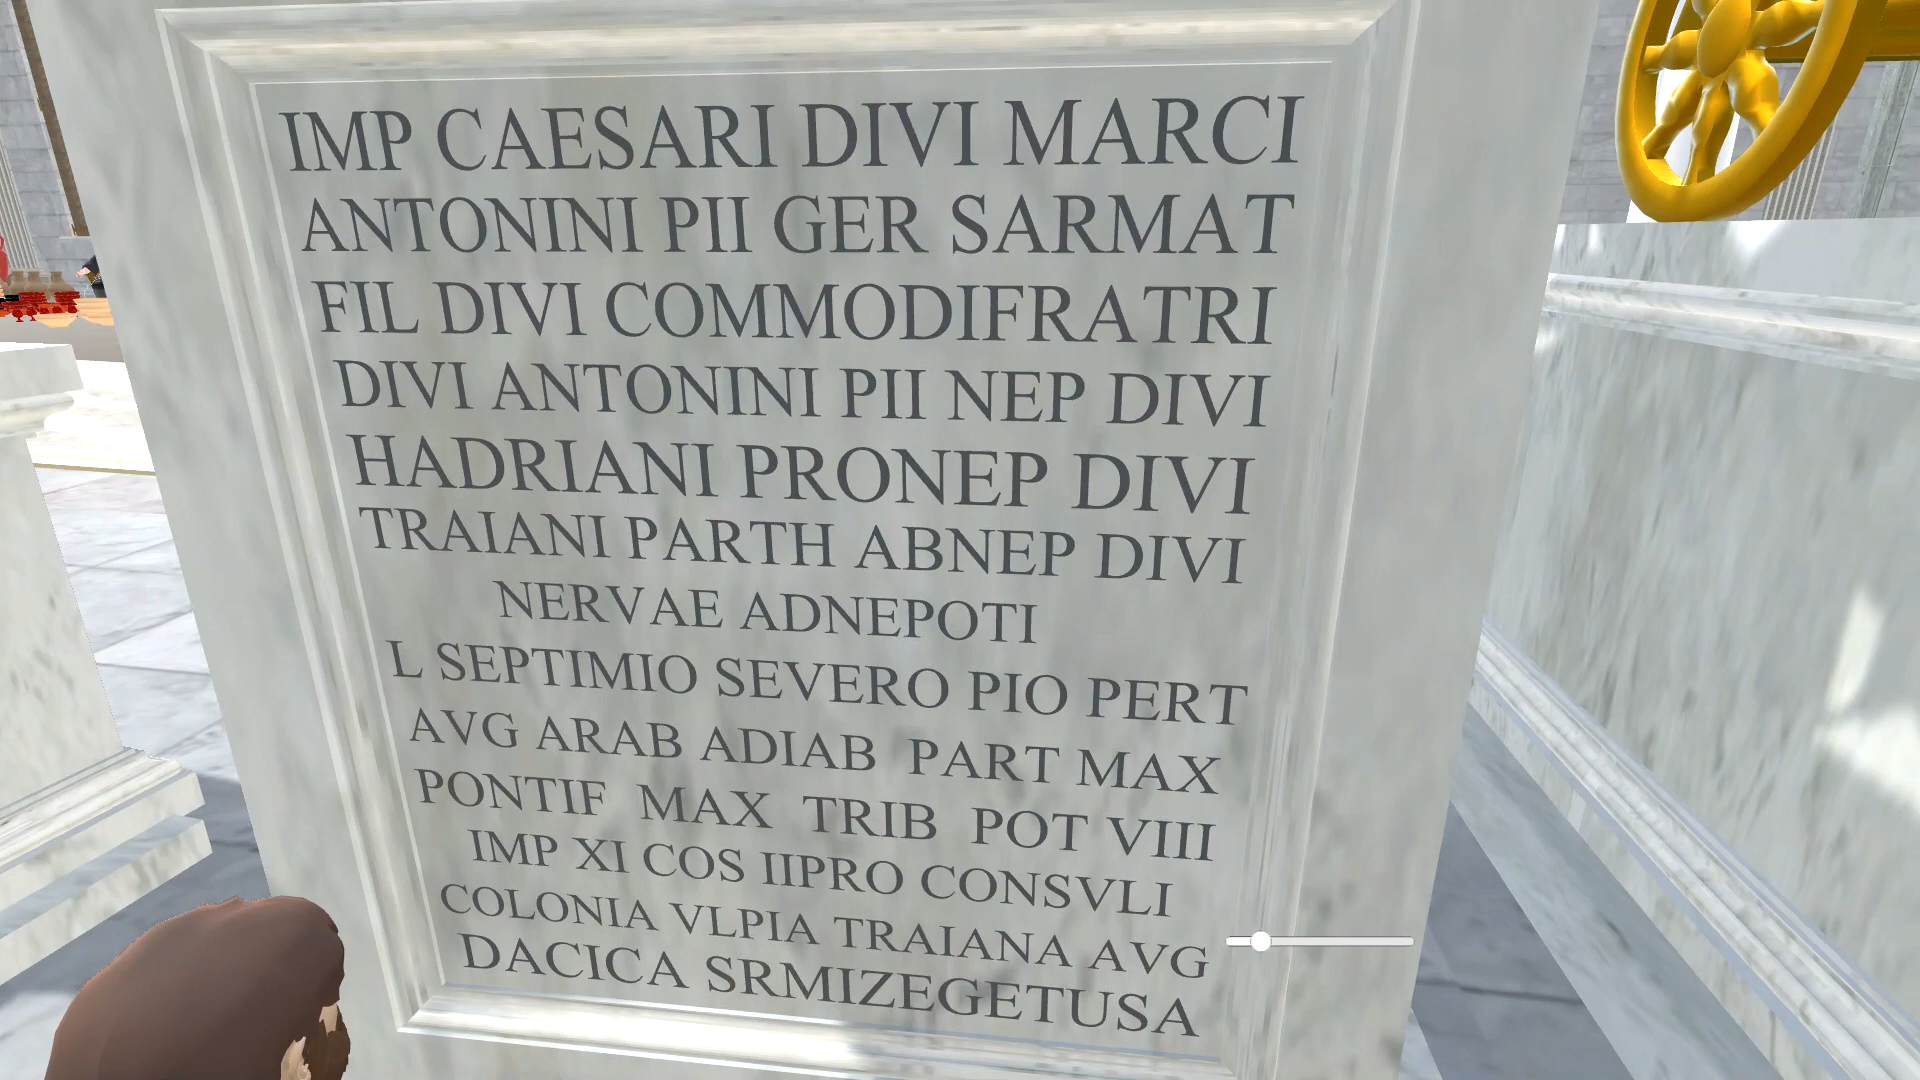 IMP CAESARI DIVI MARCI
ANTONINI PII GER SARMAT
FIL DIVI COMMODIFRATRI
DIVI ANTONINI PII NEP DIVI
HADRIANI PRONEP DIVI
TRAIANI PARTH ABNEP DIVI
NERVAE ADNEPOTI
L SEPTIMIO SEVERO PIO PERT
AVG ARAB ADIAB PART MAX
PONTIF MAX TRIB POT VIII
IMP XI COS IIPRO CONSVLI
COLONIA VLPIA TRAIANA AVG
DACICA SRMIZEGETUSA